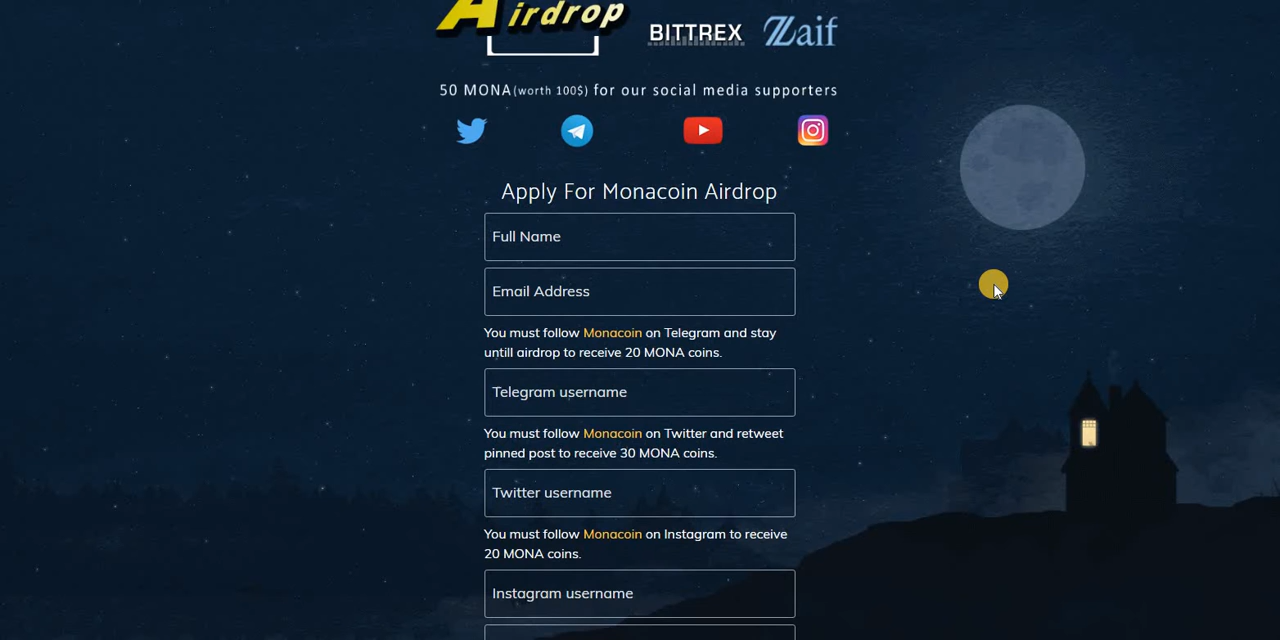 Airdrop
BITTREX Zaif
50 MONA(worth 100$) for our social media supporters
Apply For Monacoin Airdrop
Full Name
Email Address
You must follow Monacoin on Telegram and stay
untill airdrop to receive 20 MONA coins.
Telegram username
You must follow Monacoin on Twitter and retweet
pinned post to receive 30 MONA coins.
Twitter username
You must follow Monacoin on Instagram to receive
20 MONA coins.
Instagram username